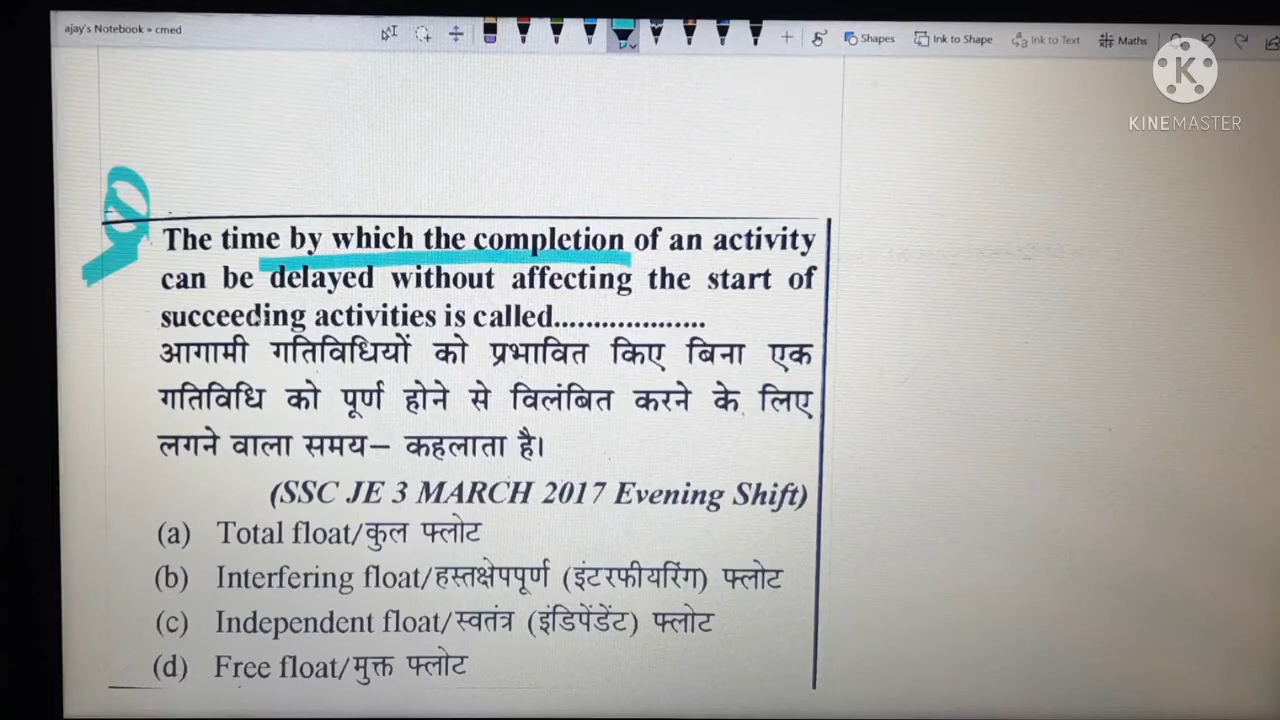 ajay's Notebook » cmed
Shapes Ink to Shape Ink to Text Maths
K
KINEMASTER
The time by which the completion of an activity
can be delayed without affecting the start of
succeeding activities is called...................
आगामी गतिविधियों को प्रभावित किए बिना एक
गतिविधि को पूर्ण होने से विलंबित करने के लिए
लगने वाला समय– कहलाता है।
(SSC JE 3 MARCH 2017 Evening Shift)
(a) Total float/कुल फ्लोट
(b) Interfering float/हस्तक्षेपपूर्ण (इंटरफीयरिंग) फ्लोट
(c) Independent float/स्वतंत्र (इंडिपेंडेंट) फ्लोट
(d) Free float/मुक्त फ्लोट